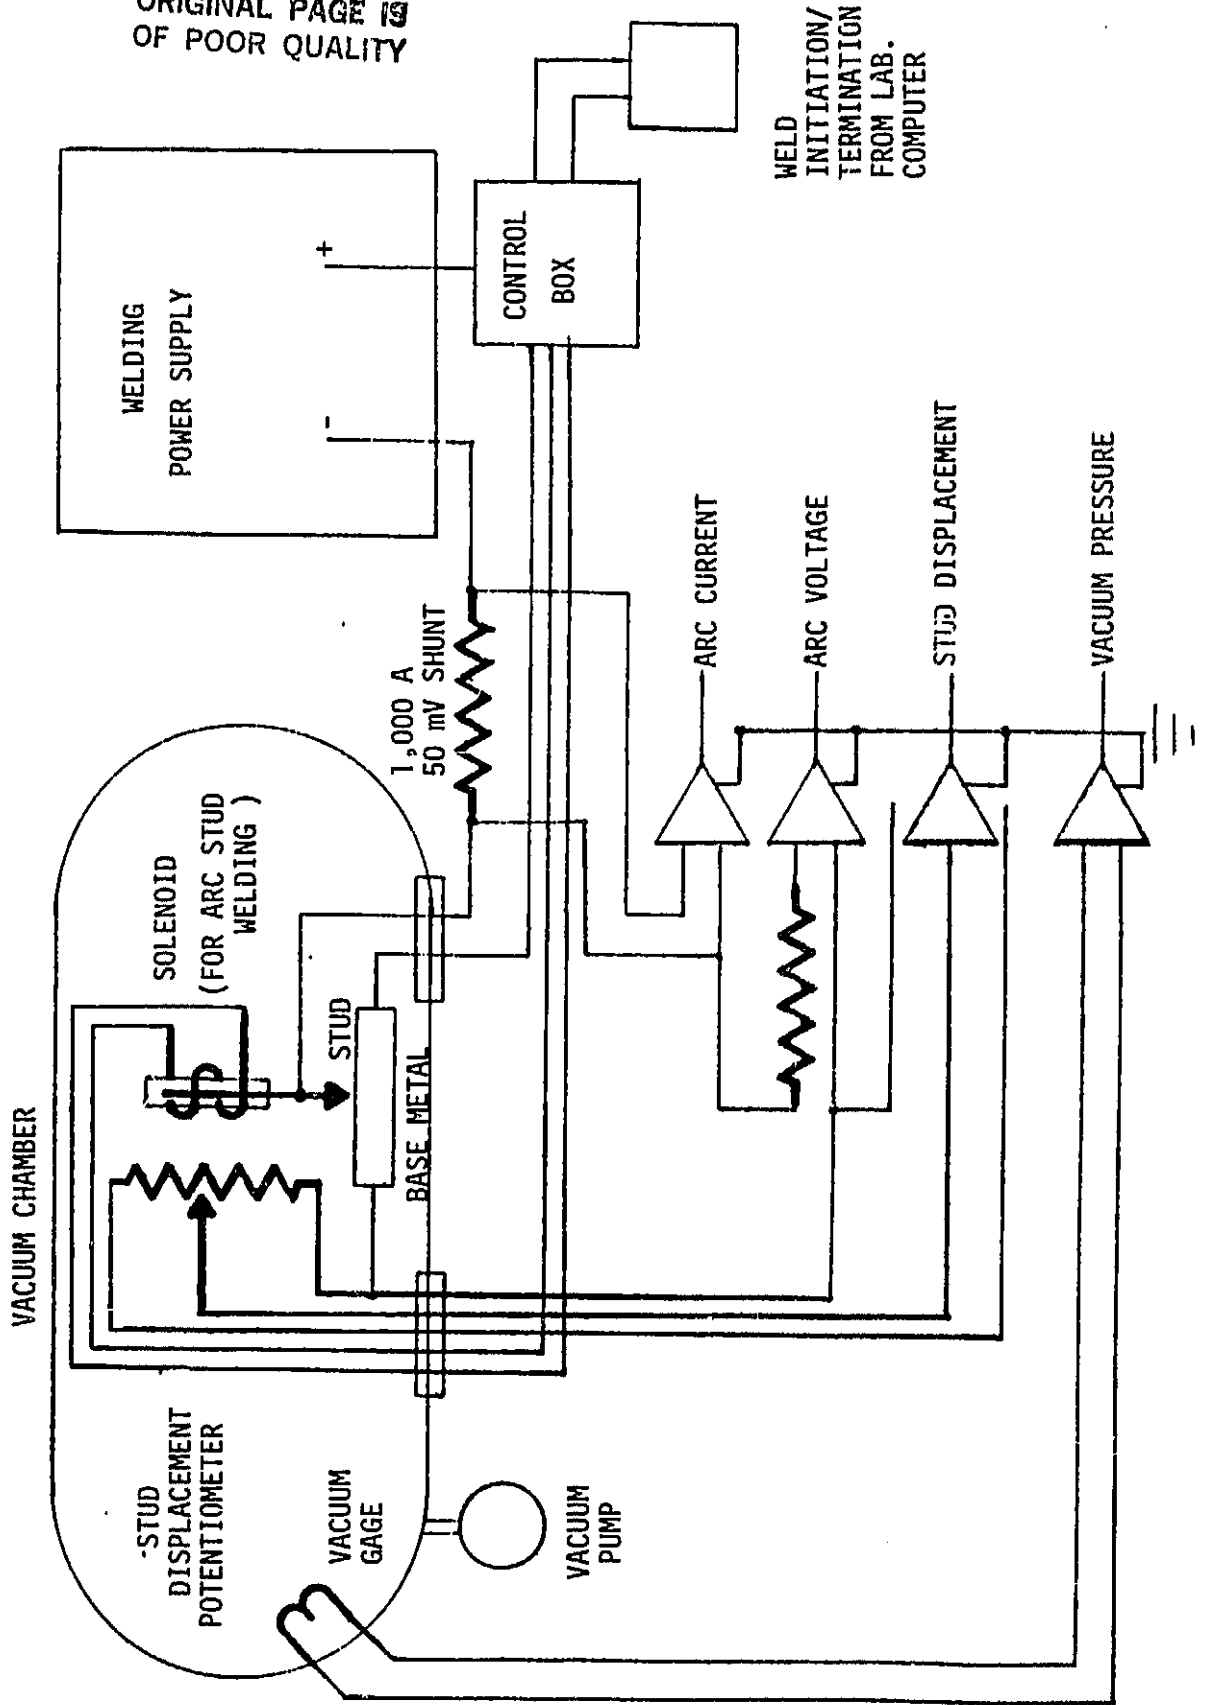 ORIGINAL PAGE IS
OF POOR QUALITY
VACUUM CHAMBER
-STUD
DISPLACEMENT
POTENTIOMETER
VACUUM
GAGE
VACUUM
PUMP
SOLENOID
(FOR ARC STUD
WELDING )
STUD
BASE METAL
1,000 A
50 mV SHUNT
WELDING
POWER SUPPLY
-
+
CONTROL
BOX
WELD
INITIATION/
TERMINATION
FROM LAB.
COMPUTER
ARC CURRENT
ARC VOLTAGE
STUD DISPLACEMENT
VACUUM PRESSURE